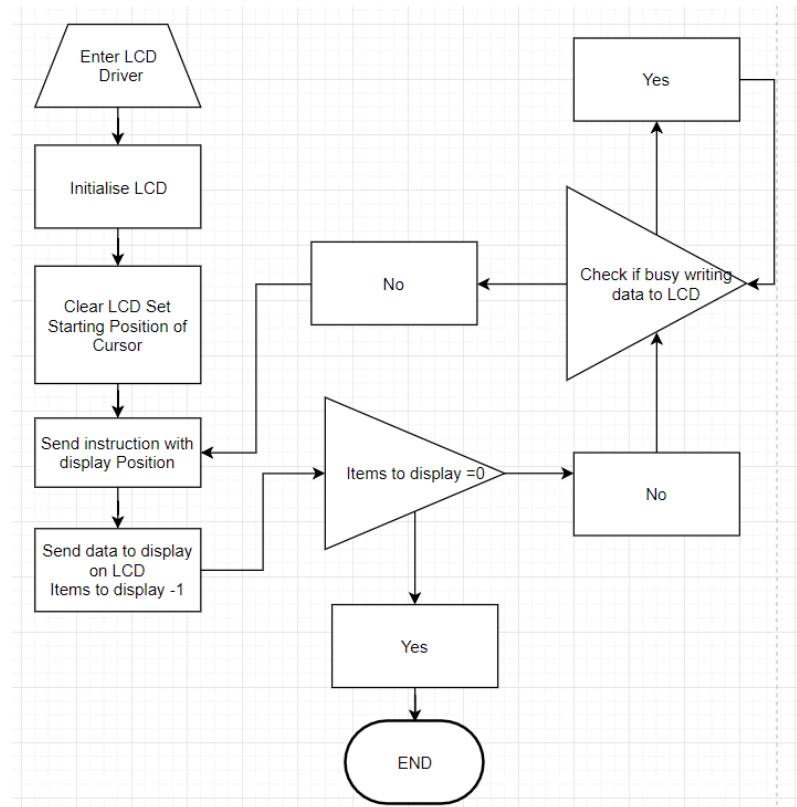 Enter LCD
Driver
Initialise LCD
Clear LCD Set
Starting Position of
Cursor
Send instruction with
display Position
Send data to display
on LCD
Items to display -1
Items to display =0
Yes
END
No
Check if busy writing
data to LCD
Yes
No